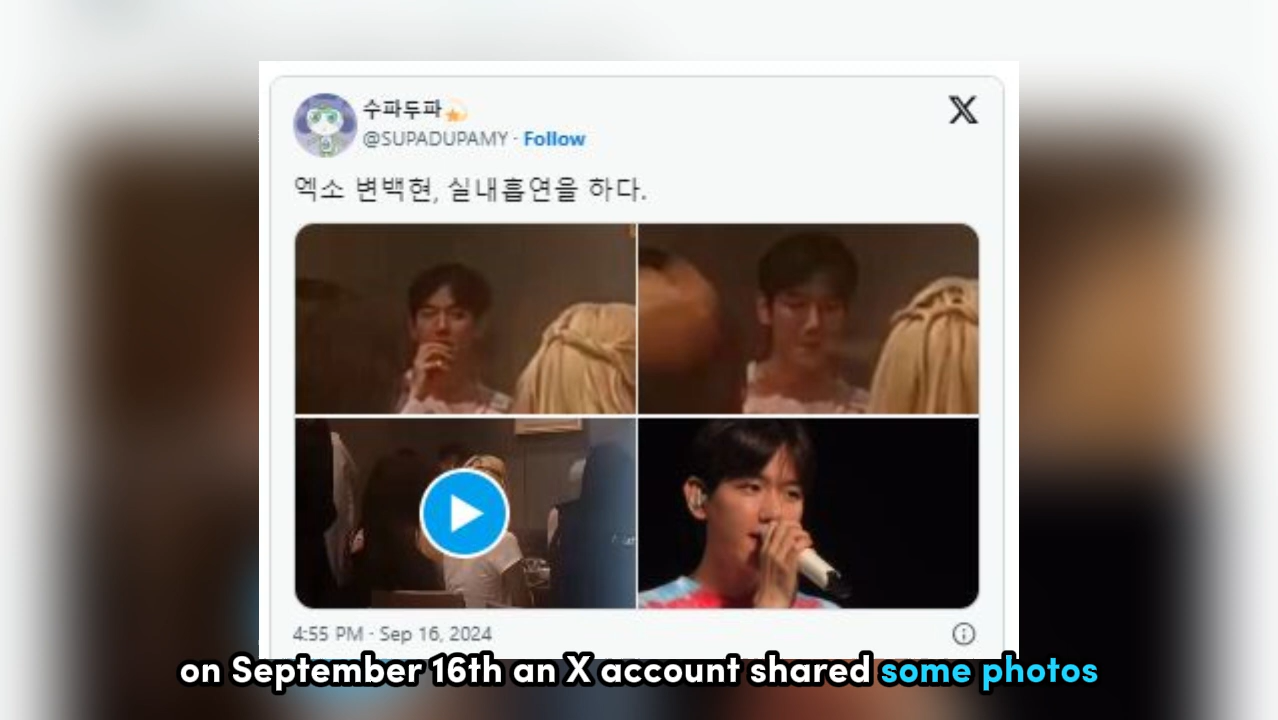 수파두파💫
@SUPADUPAMY · Follow
엑소 변백현, 실내흡연을 하다.
4:55 PM · Sep 16, 2024
on September 16th an X account shared some photos